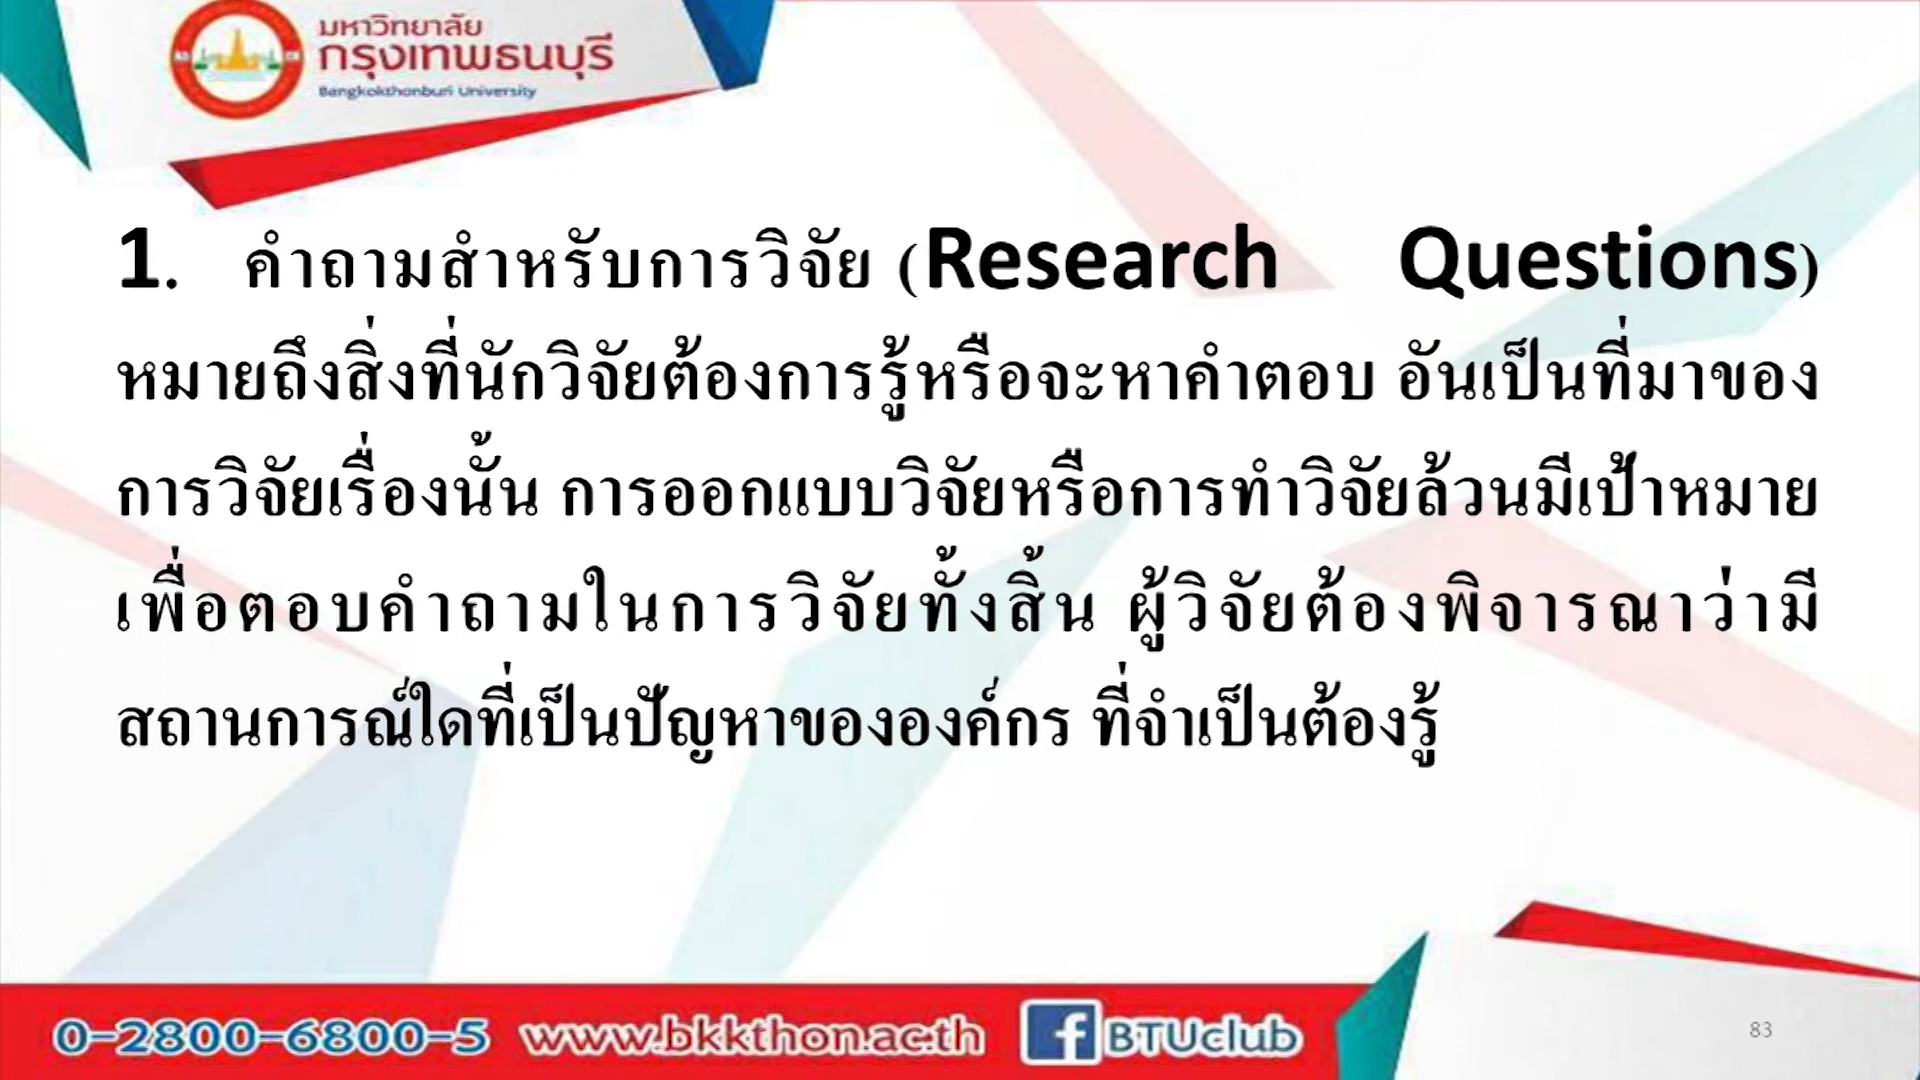 มหาวิทยาลัย
กรุงเทพธนบุรี
Bangkokthonburi University
1. คำถามสำหรับการวิจัย (Research Questions)
หมายถึงสิ่งที่นักวิจัยต้องการรู้หรือจะหาคำตอบ อันเป็นที่มาของ
การวิจัยเรื่องนั้น การออกแบบวิจัยหรือการทำวิจัยล้วนมีเป้าหมาย
เพื่อตอบคำถามในการวิจัยทั้งสิ้น ผู้วิจัยต้องพิจารณาว่ามี
สถานการณ์ใดที่เป็นปัญหาขององค์กร ที่จำเป็นต้องรู้
0-2800-6800-5 www.bkkthon.ac.th f BTUclub
83